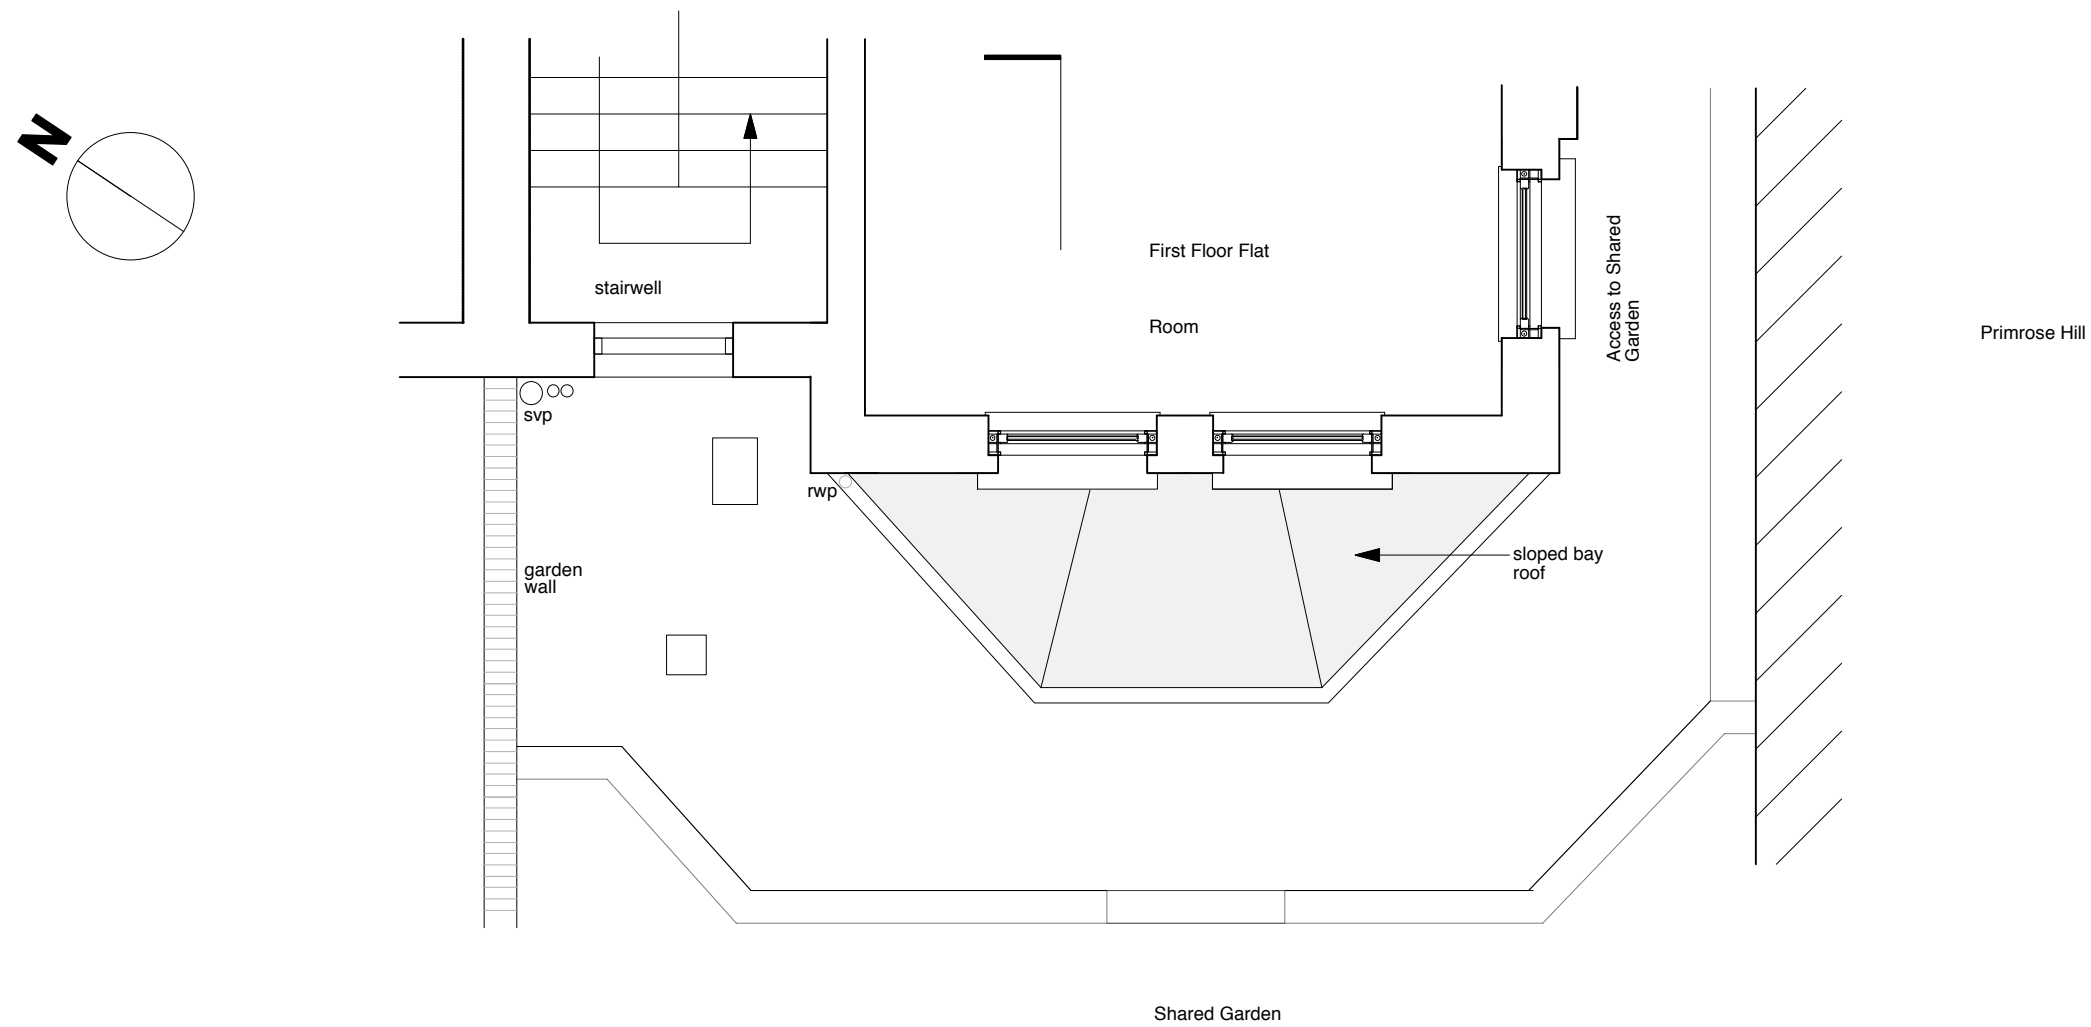 N
First Floor Flat
stairwell
Room
Access to Shared
Garden
Primrose Hill
svp
rwp
garden
wall
sloped bay
roof
Shared Garden